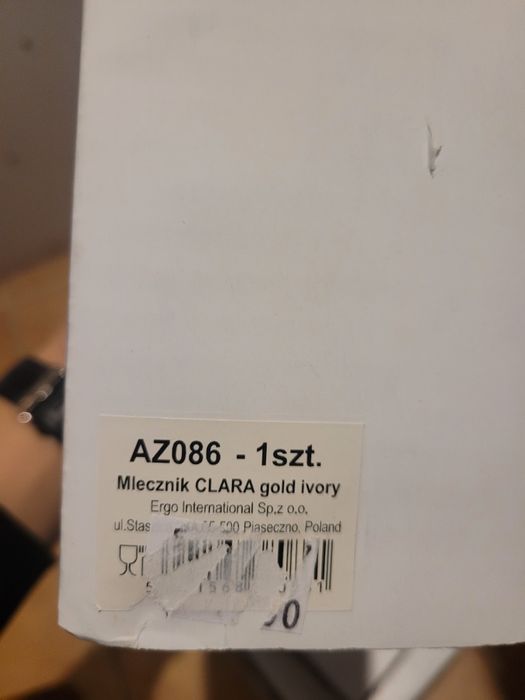 AZ086 - 1szt.
Mlecznik CLARA gold ivory
Ergo International Sp.z o.o.
Piaseczno, Poland